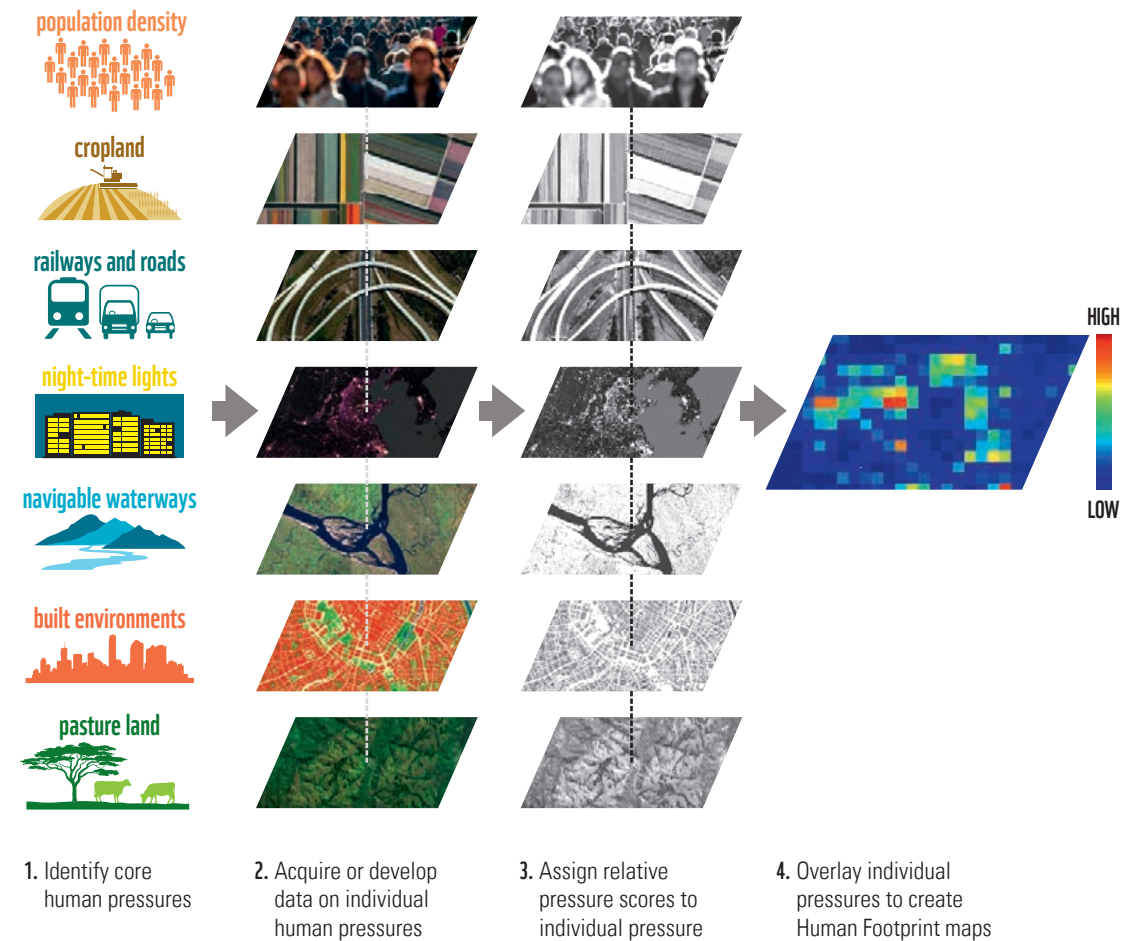 population density
cropland
railways and roads
night-time lights
navigable waterways
built environments
pasture land
HIGH
LOW
1. Identify core
human pressures
2. Acquire or develop
data on individual
human pressures
3. Assign relative
pressure scores to
individual pressure
4. Overlay individual
pressures to create
Human Footprint maps